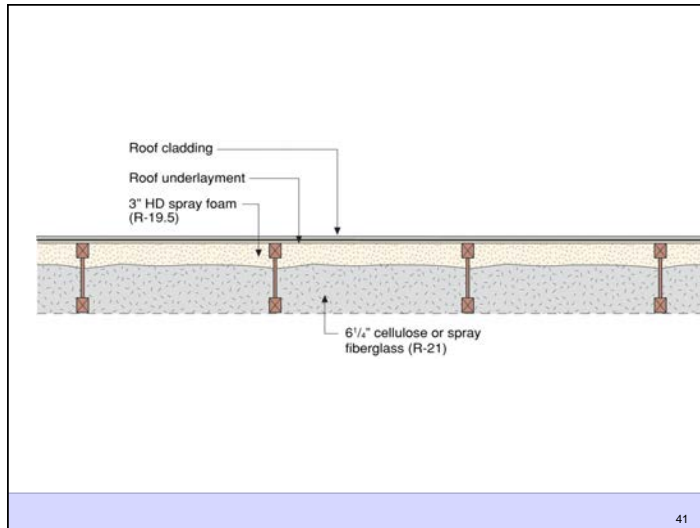 Roof cladding
Roof underlayment
3" HD spray foam
(R-19.5)
6¹/₄" cellulose or spray
fiberglass (R-21)
41